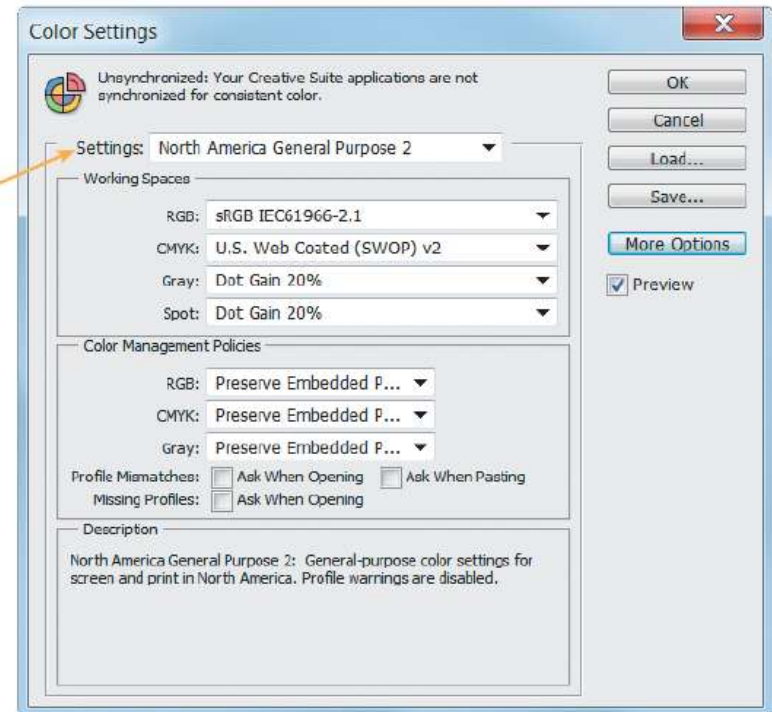 Color Settings
Unsynchronized: Your Creative Suite applications are not
synchronized for consistent color.
Settings: North America General Purpose 2
Working Spaces
RGB: sRGB IEC61966-2.1
CMYK: U.S. Web Coated (SWOP) v2
Gray: Dot Gain 20%
Spot: Dot Gain 20%
Color Management Policies
RGB: Preserve Embedded P...
CMYK: Preserve Embedded P...
Gray: Preserve Embedded P...
Profile Mismatches: Ask When Opening Ask When Pasting
Missing Profiles: Ask When Opening
Description
North America General Purpose 2: General-purpose color settings for
screen and print in North America. Profile warnings are disabled.
OK
Cancel
Load...
Save...
More Options
Preview